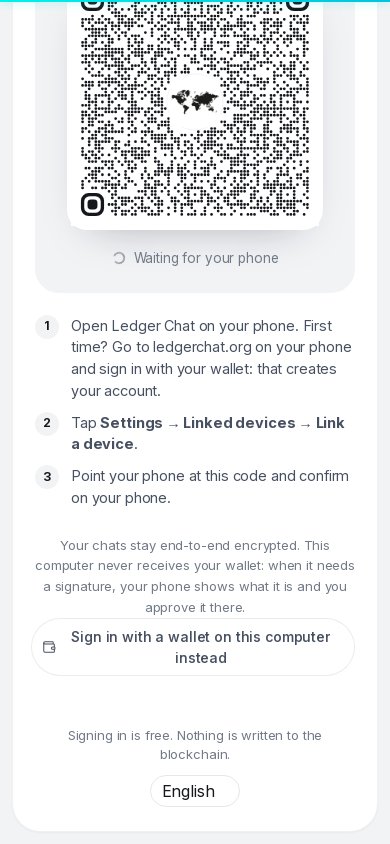 Waiting for your phone
1
Open Ledger Chat on your phone. First
time? Go to ledgerchat.org on your phone
and sign in with your wallet: that creates
your account.
2
Tap Settings → Linked devices → Link
a device.
3
Point your phone at this code and confirm
on your phone.
Your chats stay end-to-end encrypted. This
computer never receives your wallet: when it needs
a signature, your phone shows what it is and you
approve it there.
Sign in with a wallet on this computer
instead
Signing in is free. Nothing is written to the
blockchain.
English